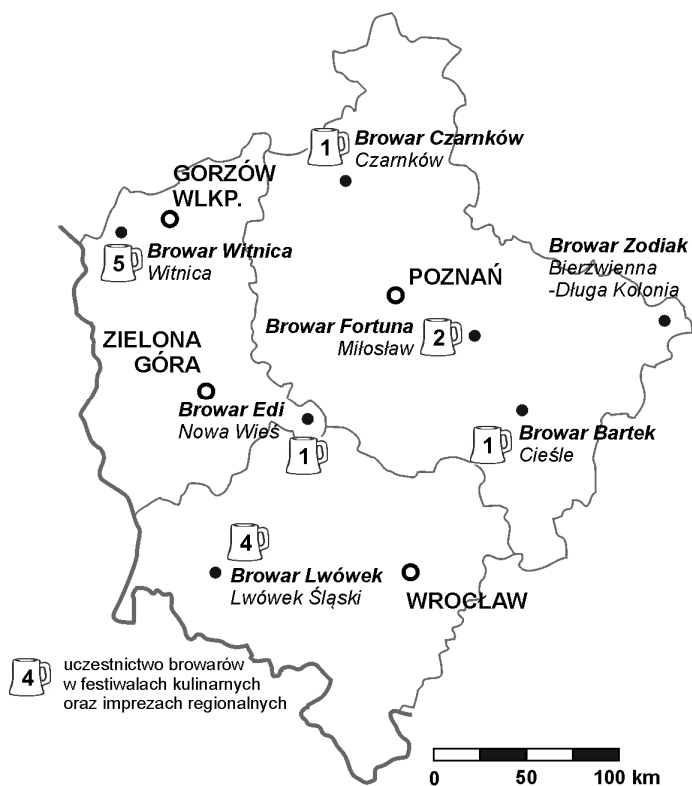 1
Browar Czarnków
Czarnków
GORZÓW
WLKP.
5
Browar Witnica
Witnica
Browar Zodiak
Bierzwienna
-Długa Kolonia
POZNAŃ
Browar Fortuna
Miłosław
2
ZIELONA
GÓRA
Browar Edi
Nowa Wieś
1
1
Browar Bartek
Cieśle
4
Browar Lwówek
Lwówek Śląski
WROCŁAW
4
uczestnictwo browarów
w festiwalach kulinarnych
oraz imprezach regionalnych
0 50 100 km